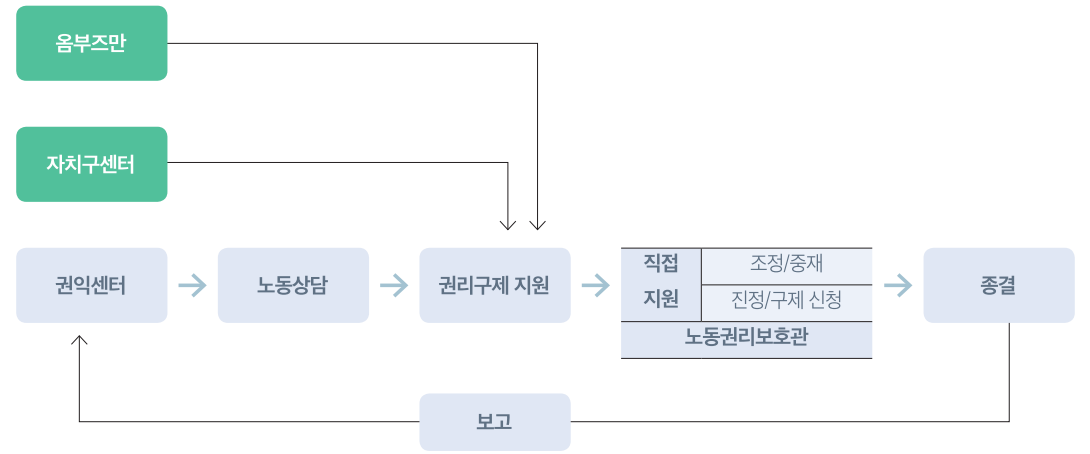 옴부즈만
자치구센터
권익센터
노동상담
권리구제 지원
직접
지원
조정/중재
진정/구제 신청
노동권리보호관
종결
보고